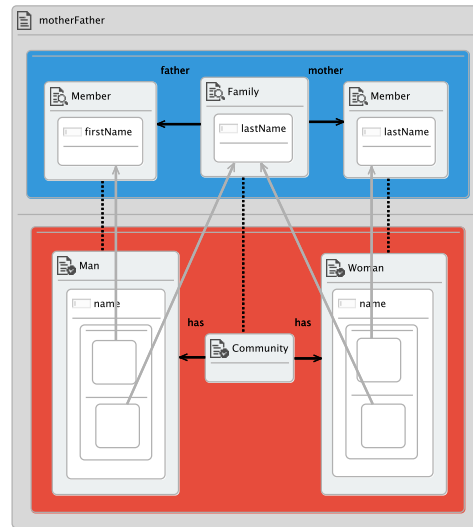 motherFather
father
mother
Member
Family
Member
firstName
lastName
lastName
Man
Woman
name
name
has
has
Community